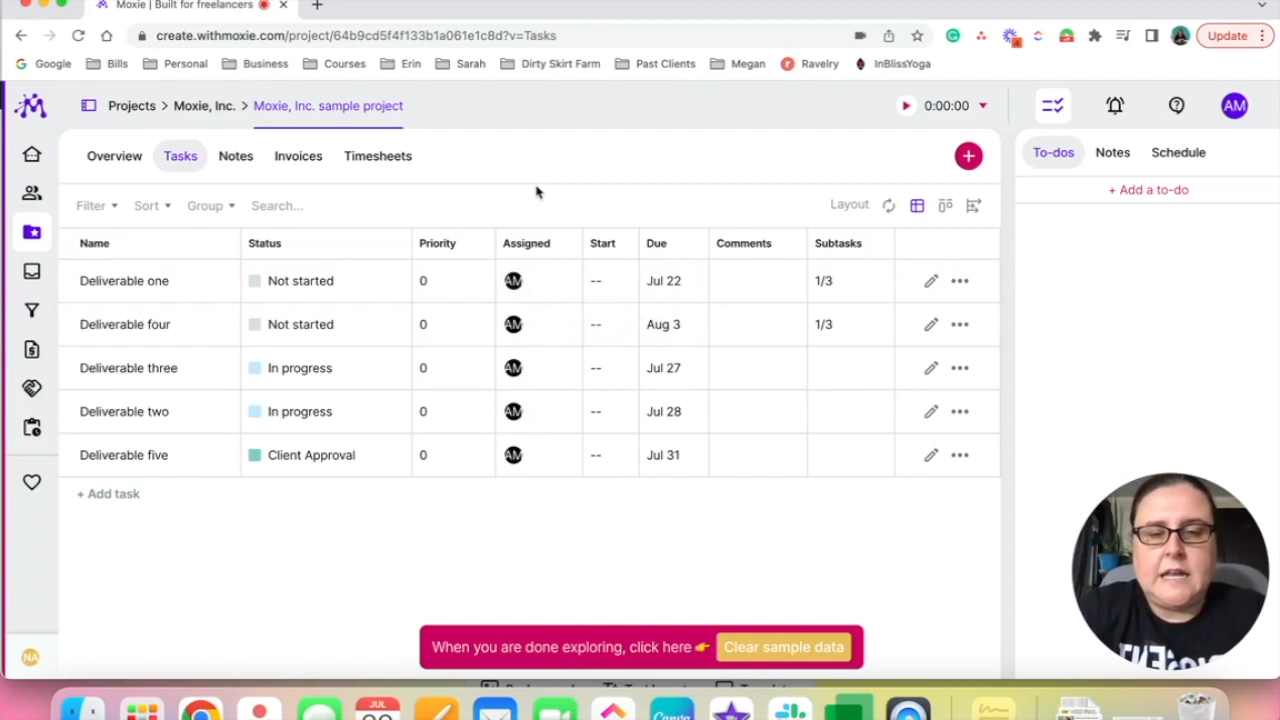 Moxie | Built for freelancers
create.withmoxie.com/project/64b9cd5f4f133b1a061e1c8d?v=Tasks
Update
Google Bills Personal Business Courses Erin Sarah Dirty Skirt Farm Past Clients Megan Ravelry InBlissYoga
Projects > Moxie, Inc. > Moxie, Inc. sample project
0:00:00
AM
Overview Tasks Notes Invoices Timesheets
+
To-dos Notes Schedule
+ Add a to-do
Filter Sort Group Search...
Layout
Name Status Priority Assigned Start Due Comments Subtasks
Deliverable one Not started 0 AM -- Jul 22 1/3
Deliverable four Not started 0 AM -- Aug 3 1/3
Deliverable three In progress 0 AM -- Jul 27
Deliverable two In progress 0 AM -- Jul 28
Deliverable five Client Approval 0 AM -- Jul 31
+ Add task
When you are done exploring, click here 👉 Clear sample data
NA
JUL
Canva